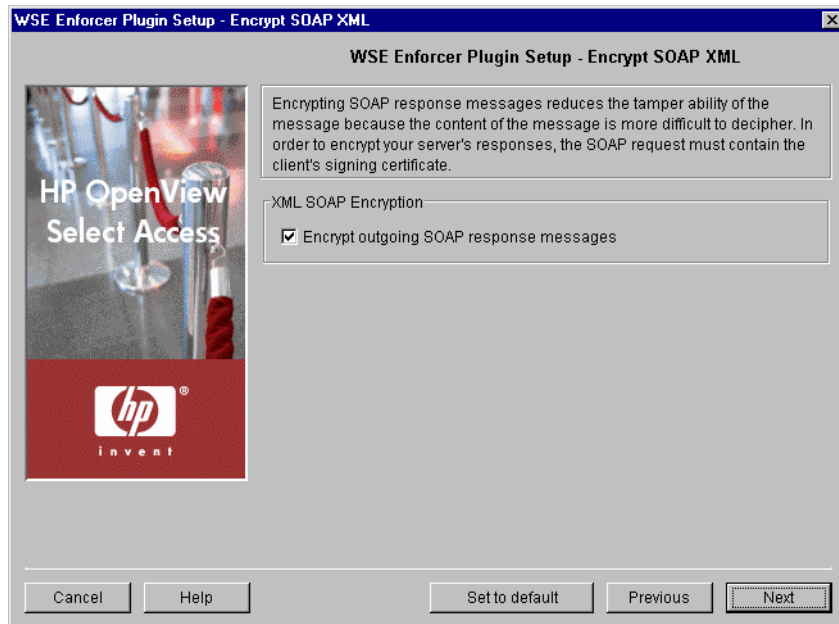 WSE Enforcer Plugin Setup - Encrypt SOAP XML
WSE Enforcer Plugin Setup - Encrypt SOAP XML
Encrypting SOAP response messages reduces the tamper ability of the
message because the content of the message is more difficult to decipher. In
order to encrypt your server's responses, the SOAP request must contain the
client's signing certificate.
HP OpenView
Select Access
XML SOAP Encryption
Encrypt outgoing SOAP response messages
hp®
invent
Cancel
Help
Set to default
Previous
Next